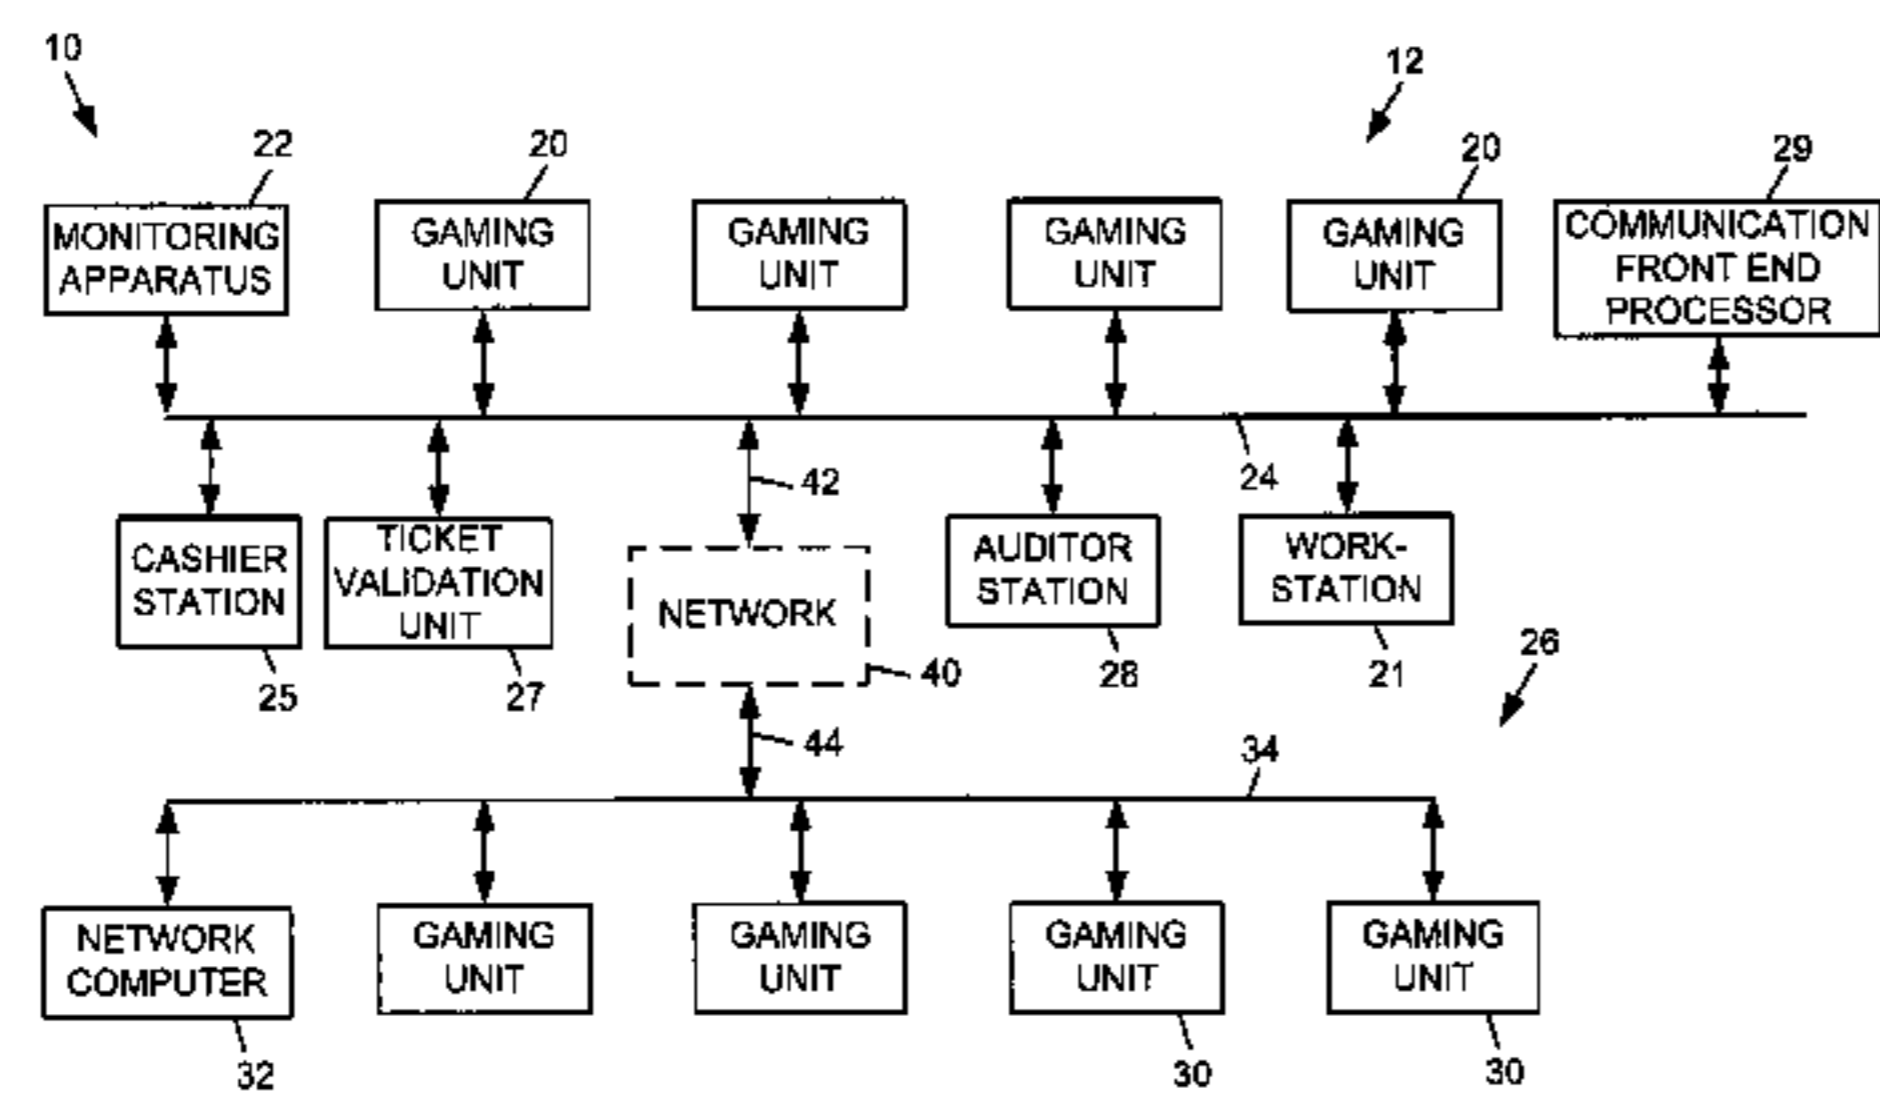 10
12
22
20
20
29
MONITORING
APPARATUS
GAMING
UNIT
GAMING
UNIT
GAMING
UNIT
GAMING
UNIT
COMMUNICATION
FRONT END
PROCESSOR
42
24
CASHIER
STATION
TICKET
VALIDATION
UNIT
NETWORK
AUDITOR
STATION
WORK-
STATION
25
27
40
28
21
26
44
34
NETWORK
COMPUTER
GAMING
UNIT
GAMING
UNIT
GAMING
UNIT
GAMING
UNIT
32
30
30